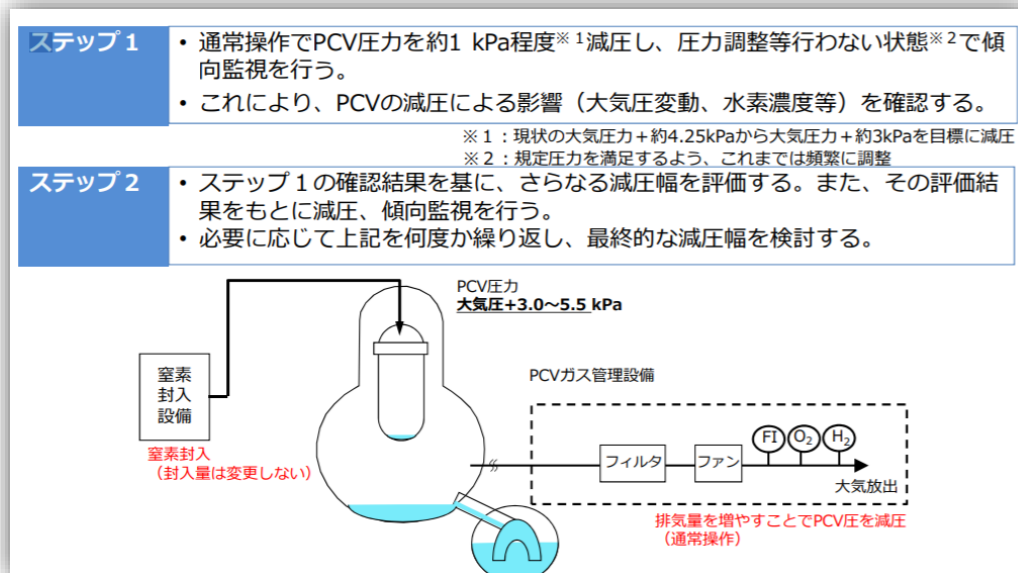 ステップ1
・ 通常操作でPCV圧力を約1 kPa程度※1減圧し、圧力調整等行わない状態※2で傾
向監視を行う。
・ これにより、PCVの減圧による影響（大気圧変動、水素濃度等）を確認する。
※1：現状の大気圧力＋約4.25kPaから大気圧力＋約3kPaを目標に減圧
※2：規定圧力を満足するよう、これまでは頻繁に調整
ステップ2
・ ステップ1の確認結果を基に、さらなる減圧幅を評価する。また、その評価結
果をもとに減圧、傾向監視を行う。
・ 必要に応じて上記を何度か繰り返し、最終的な減圧幅を検討する。
PCV圧力
大気圧+3.0～5.5 kPa
窒素
封入
設備
窒素封入
（封入量は変更しない）
PCVガス管理設備
フィルタ
ファン
FI
O2
H2
大気放出
排気量を増やすことでPCV圧を減圧
（通常操作）